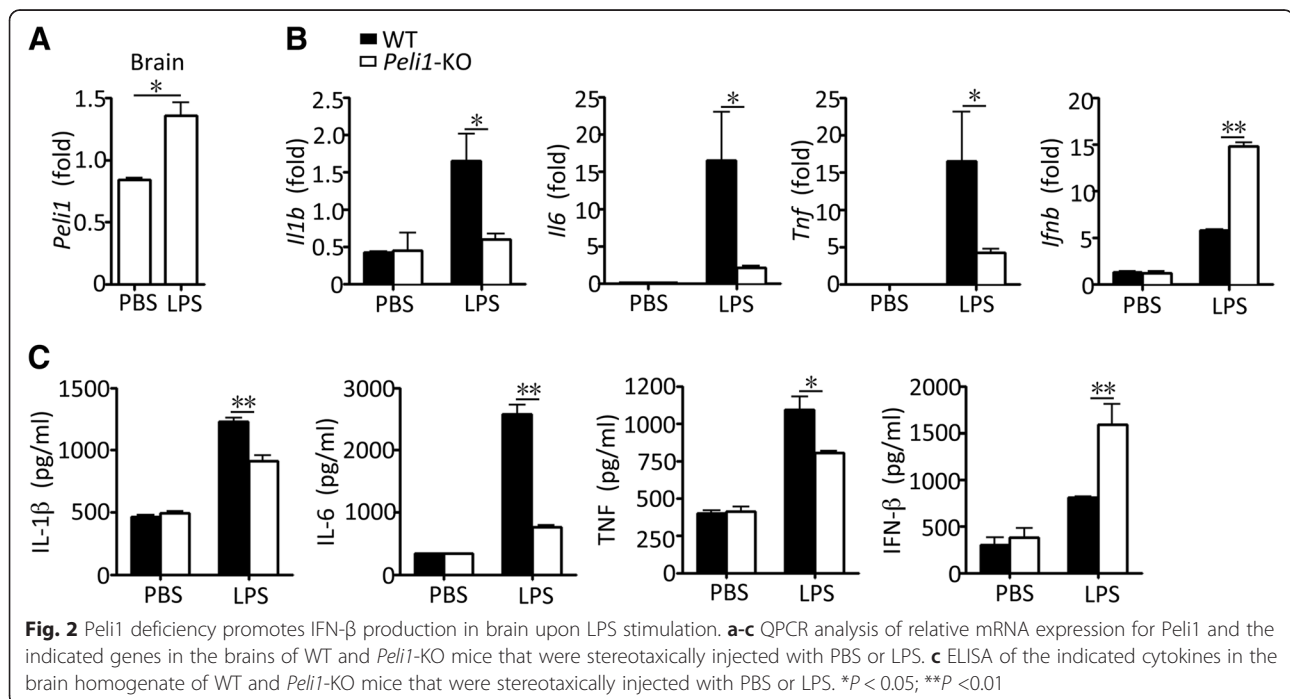 A
Brain
*
Peli1 (fold)
1.5
1.0
0.5
0
PBS LPS
B
WT
Peli1-KO
Il1b (fold)
2.5
2.0
1.5
1.0
0.5
0
*
PBS LPS
Il6 (fold)
25
20
15
10
5
0
*
PBS LPS
Tnf (fold)
25
20
15
10
5
0
*
PBS LPS
Ifnb (fold)
20
15
10
5
0
**
PBS LPS
C
IL-1β (pg/ml)
1500
1000
500
0
**
PBS LPS
IL-6 (pg/ml)
3000
2000
1000
0
**
PBS LPS
TNF (pg/ml)
1200
1000
750
500
250
0
*
PBS LPS
IFN-β (pg/ml)
2000
1500
1000
500
0
**
PBS LPS
Fig. 2 Peli1 deficiency promotes IFN-β production in brain upon LPS stimulation. a-c QPCR analysis of relative mRNA expression for Peli1 and the
indicated genes in the brains of WT and Peli1-KO mice that were stereotaxically injected with PBS or LPS. c ELISA of the indicated cytokines in the
brain homogenate of WT and Peli1-KO mice that were stereotaxically injected with PBS or LPS. *P < 0.05; **P <0.01